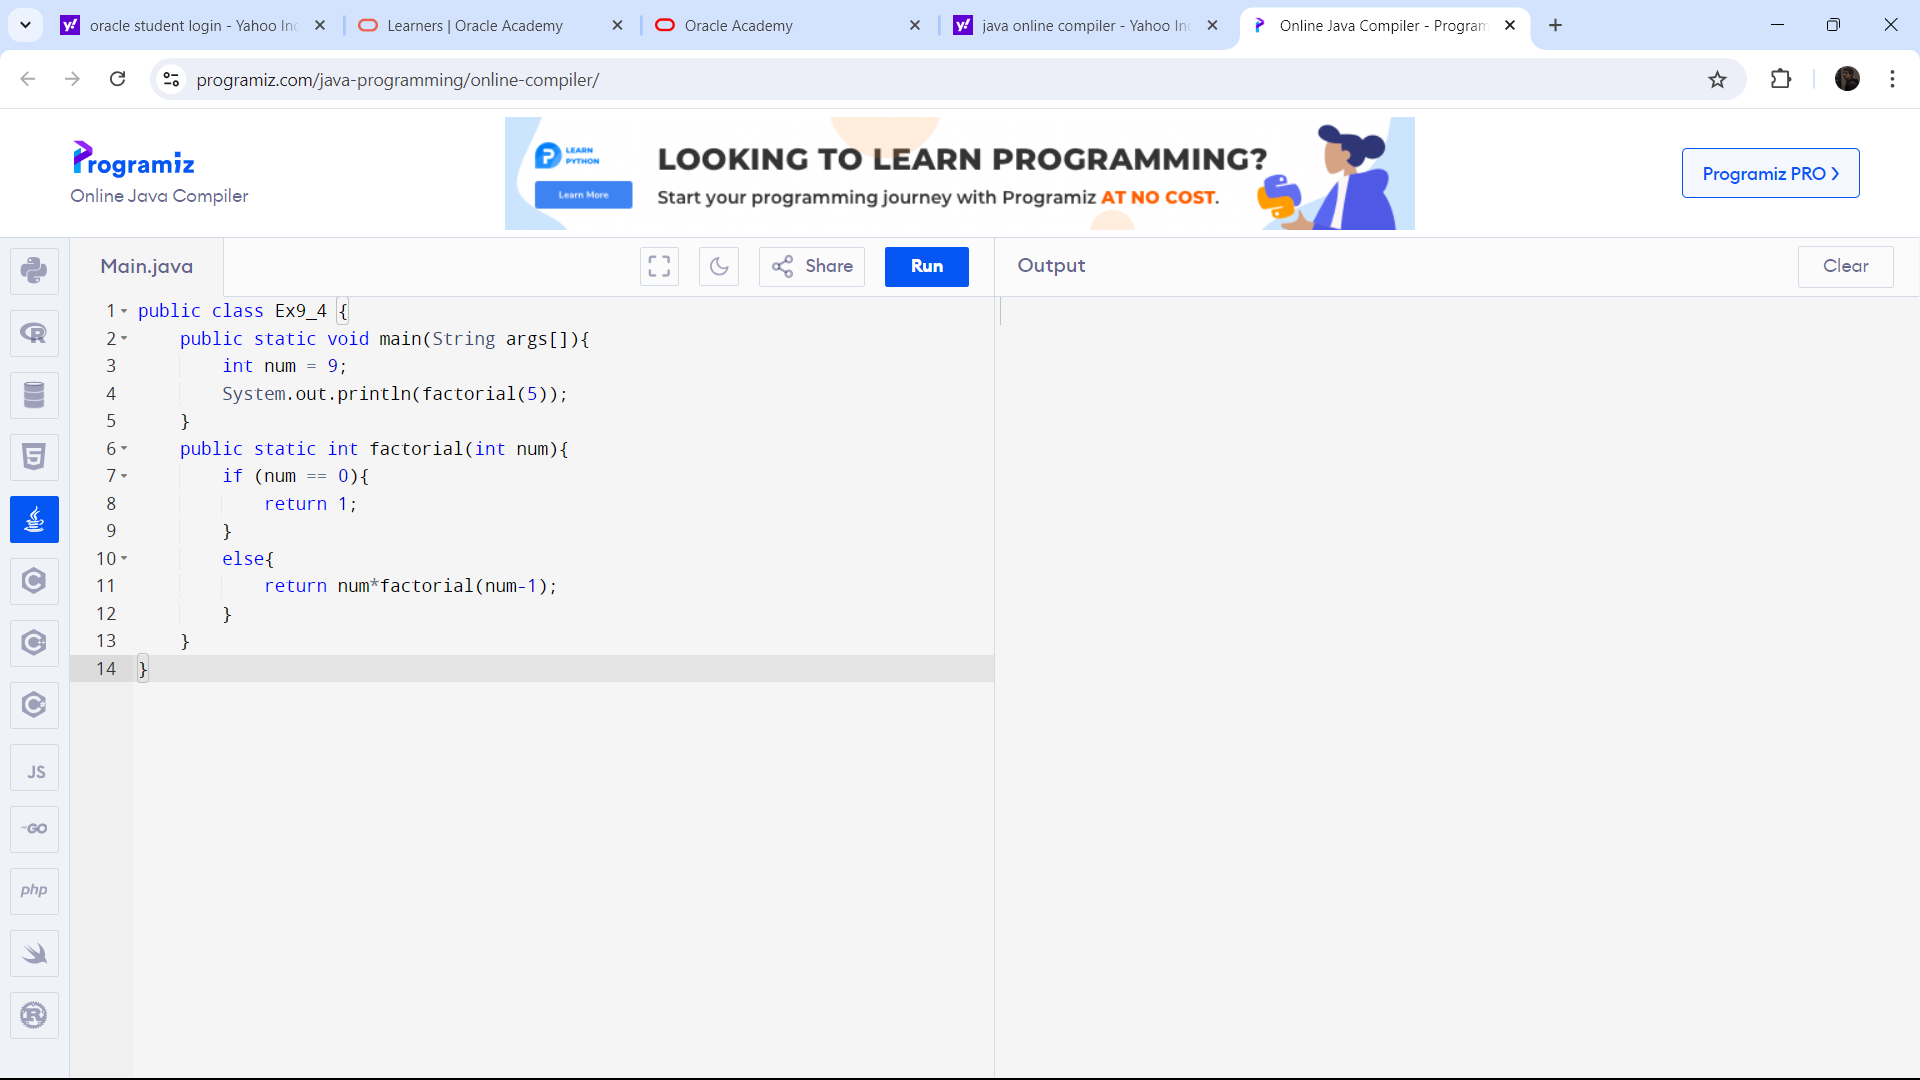 oracle student login - Yahoo In
Learners | Oracle Academy
Oracle Academy
java online compiler - Yahoo In
Online Java Compiler - Program
programiz.com/java-programming/online-compiler/
Programiz
Online Java Compiler
LEARN
PYTHON
Learn More
LOOKING TO LEARN PROGRAMMING?
Start your programming journey with Programiz AT NO COST.
Programiz PRO >
Main.java
Share
Run
Output
Clear
1 public class Ex9_4 {
2     public static void main(String args[]){
3         int num = 9;
4         System.out.println(factorial(5));
5     }
6     public static int factorial(int num){
7         if (num == 0){
8             return 1;
9         }
10         else{
11             return num*factorial(num-1);
12         }
13     }
14 }
JS
GO
php